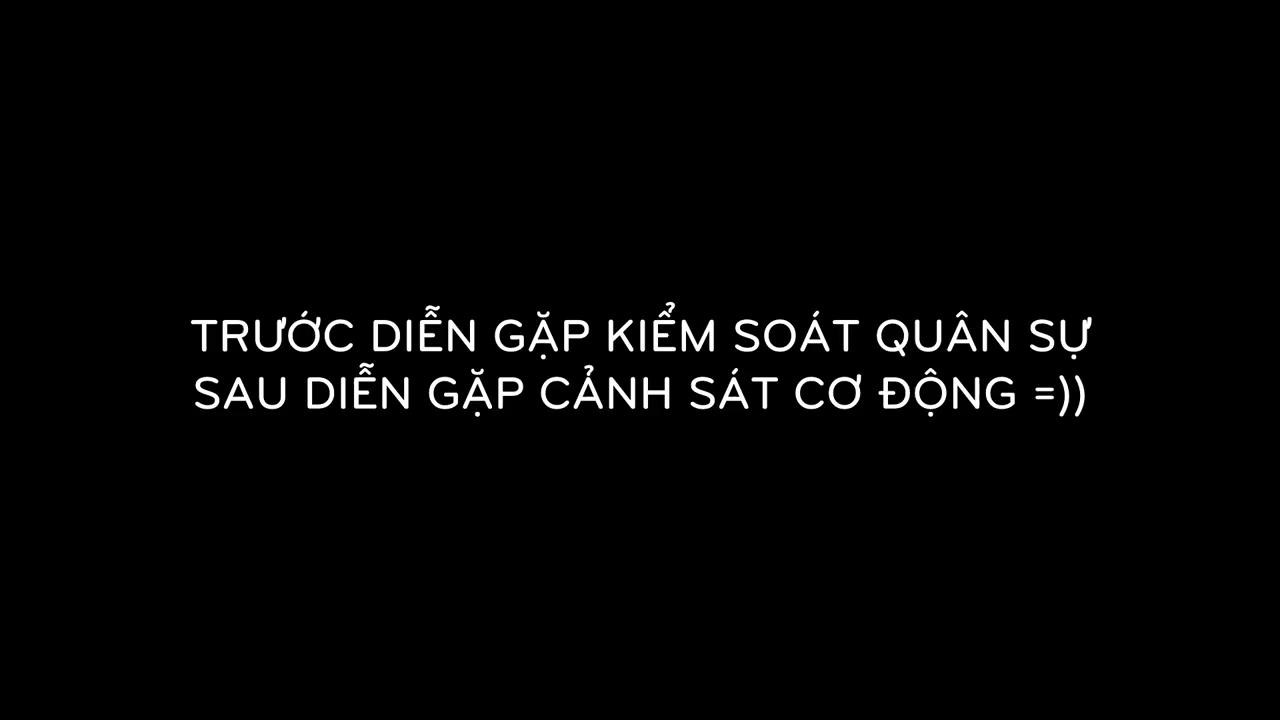 TRƯỚC DIỄN GẶP KIỂM SOÁT QUÂN SỰ
SAU DIỄN GẶP CẢNH SÁT CƠ ĐỘNG =))